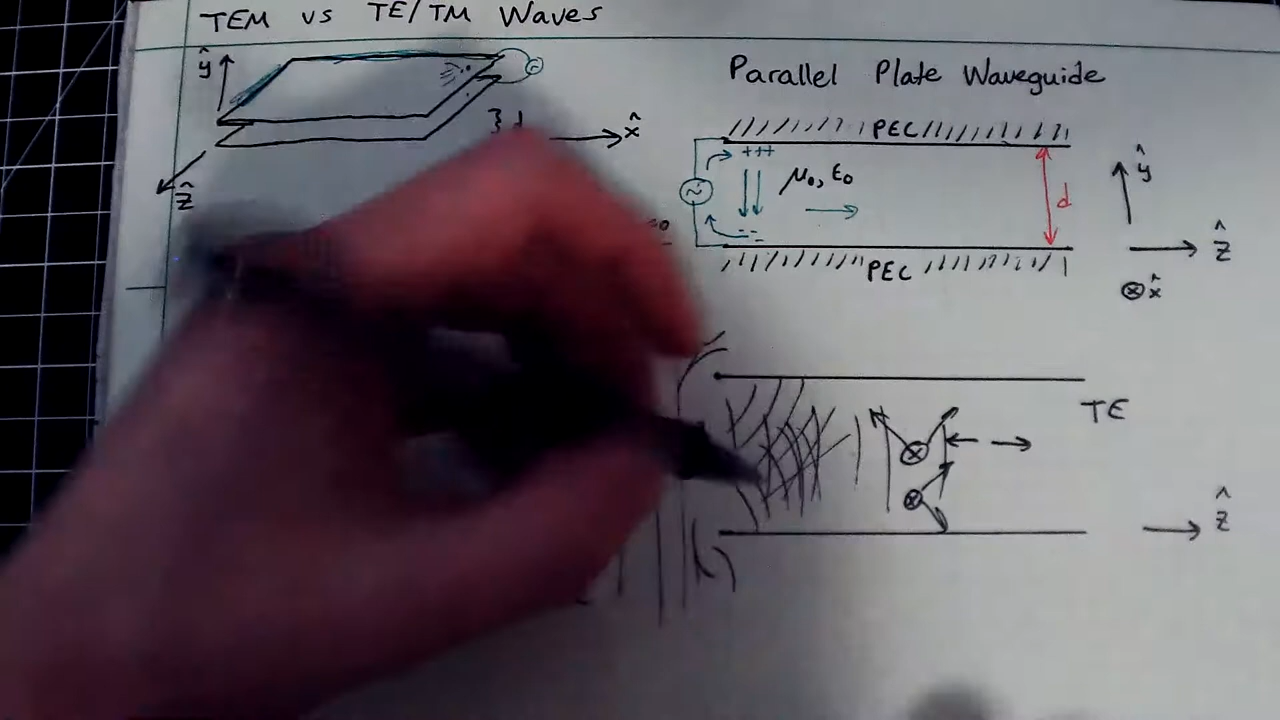 TEM vs TE/TM Waves
ŷ
x̂
ẑ
d
Parallel Plate Waveguide
PEC
+++
μ₀, ε₀
d
--
PEC
ŷ
ẑ
x̂
TE
ẑ